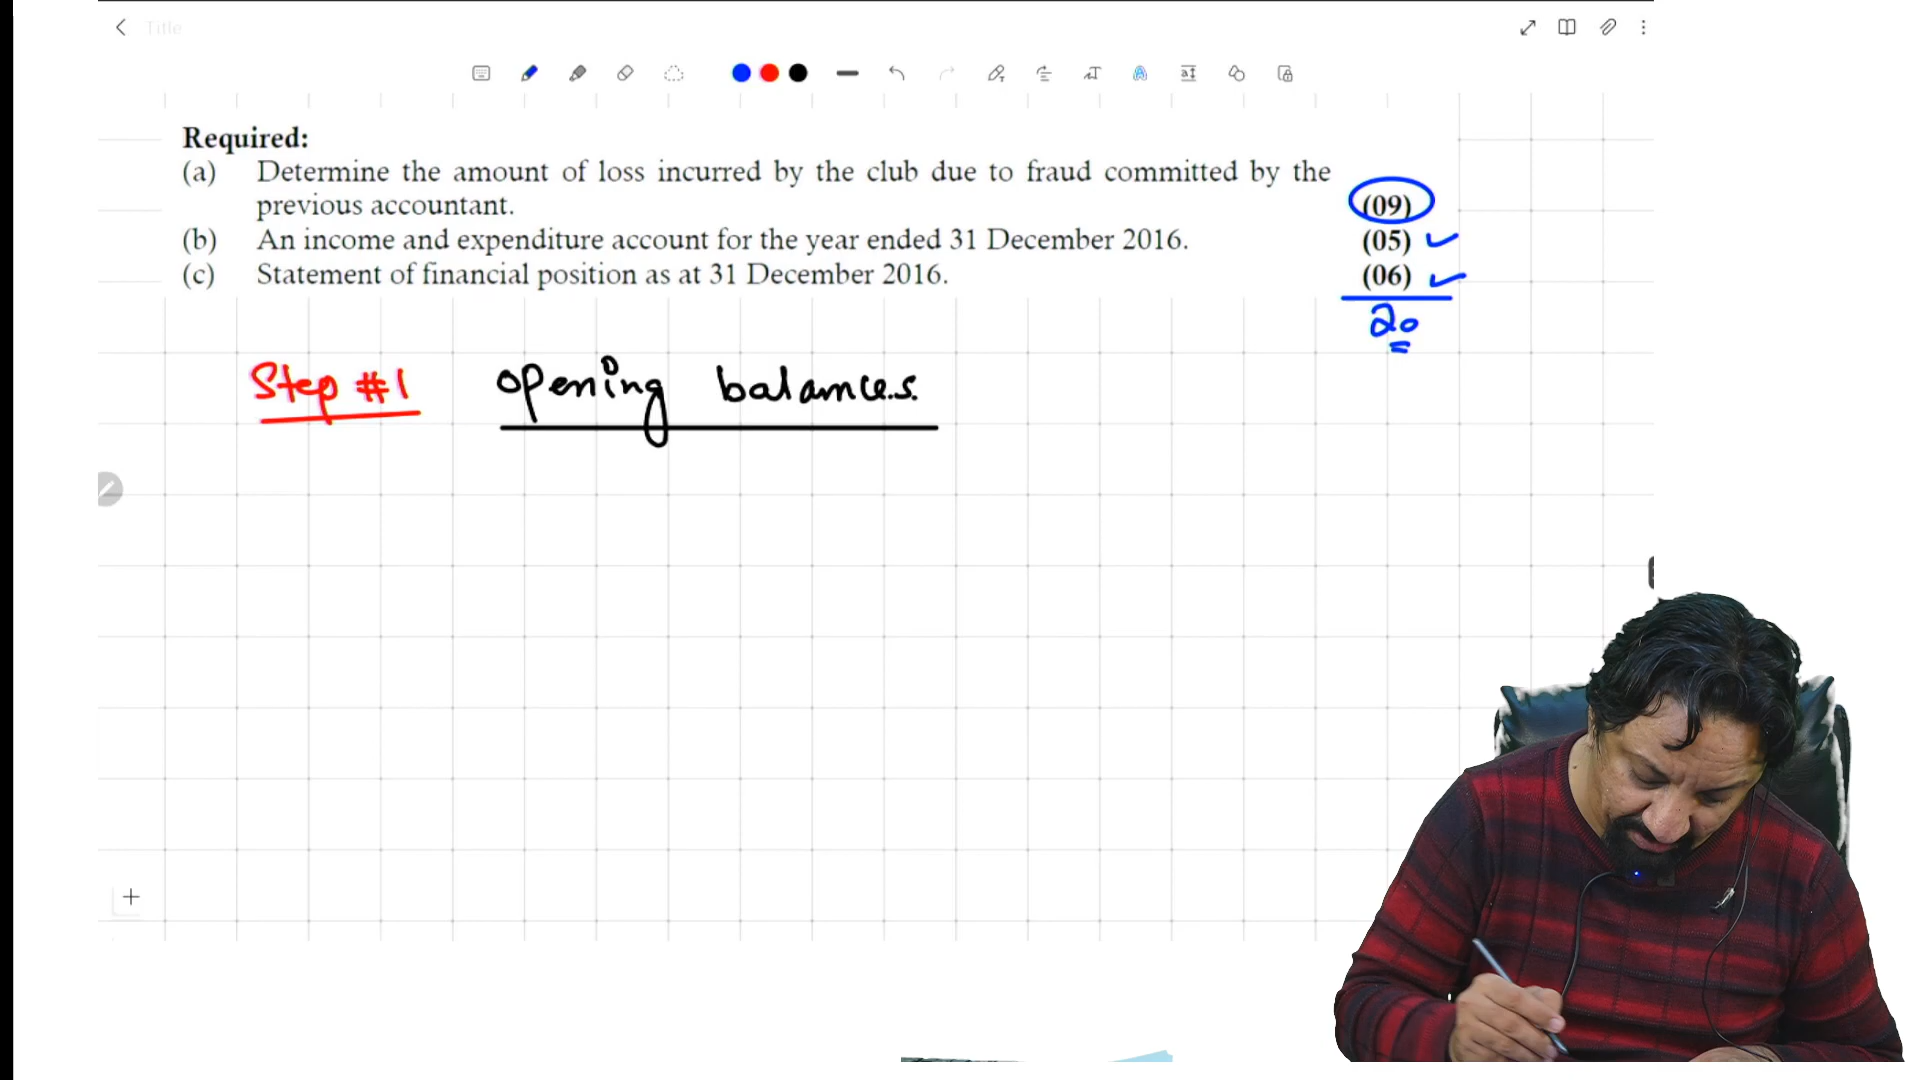 Title
Required:
(a) Determine the amount of loss incurred by the club due to fraud committed by the
previous accountant. (09)
(b) An income and expenditure account for the year ended 31 December 2016. (05)
(c) Statement of financial position as at 31 December 2016. (06)
20
Step #1 opening balances.